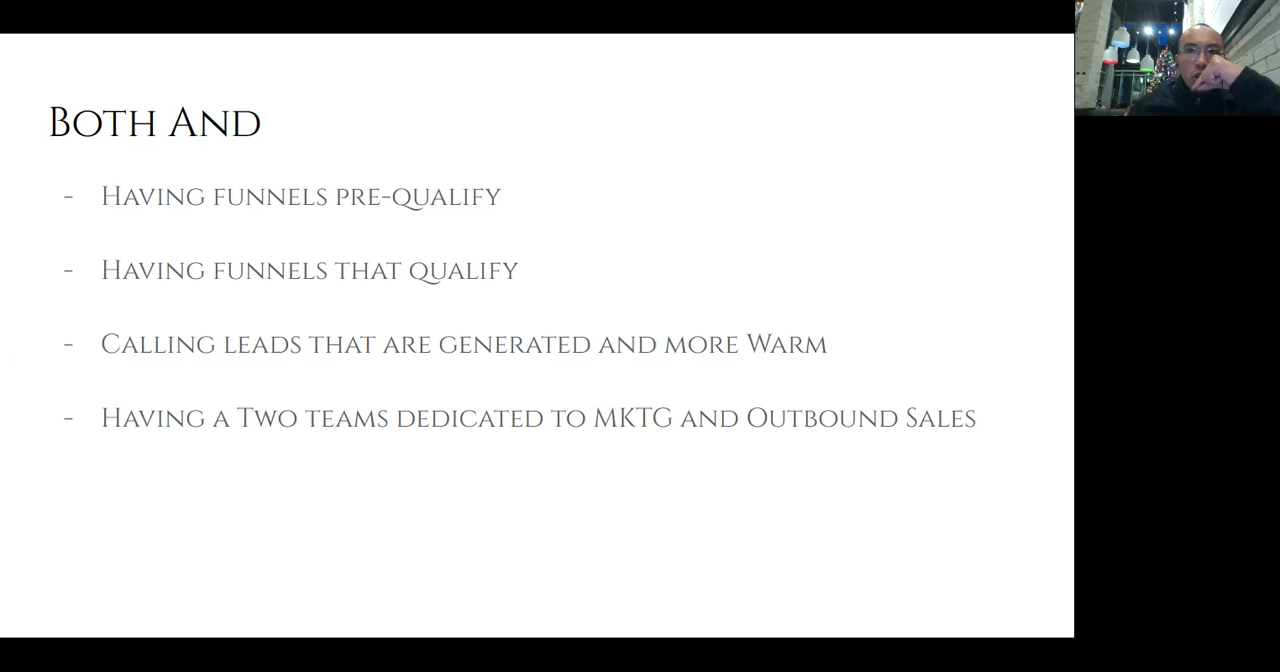 Both And
- Having funnels pre-qualify
- Having funnels that qualify
- Calling leads that are generated and more Warm
- Having a Two teams dedicated to MKTG and Outbound Sales